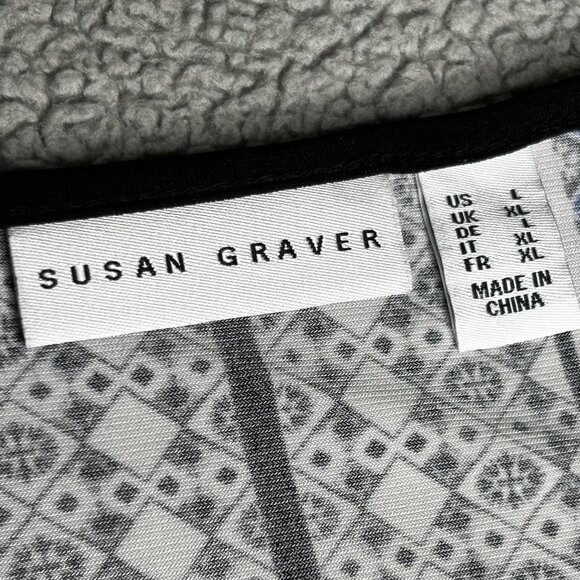 SUSAN GRAVER
US L
UK XL
DE L
IT XL
FR XL
MADE IN
CHINA